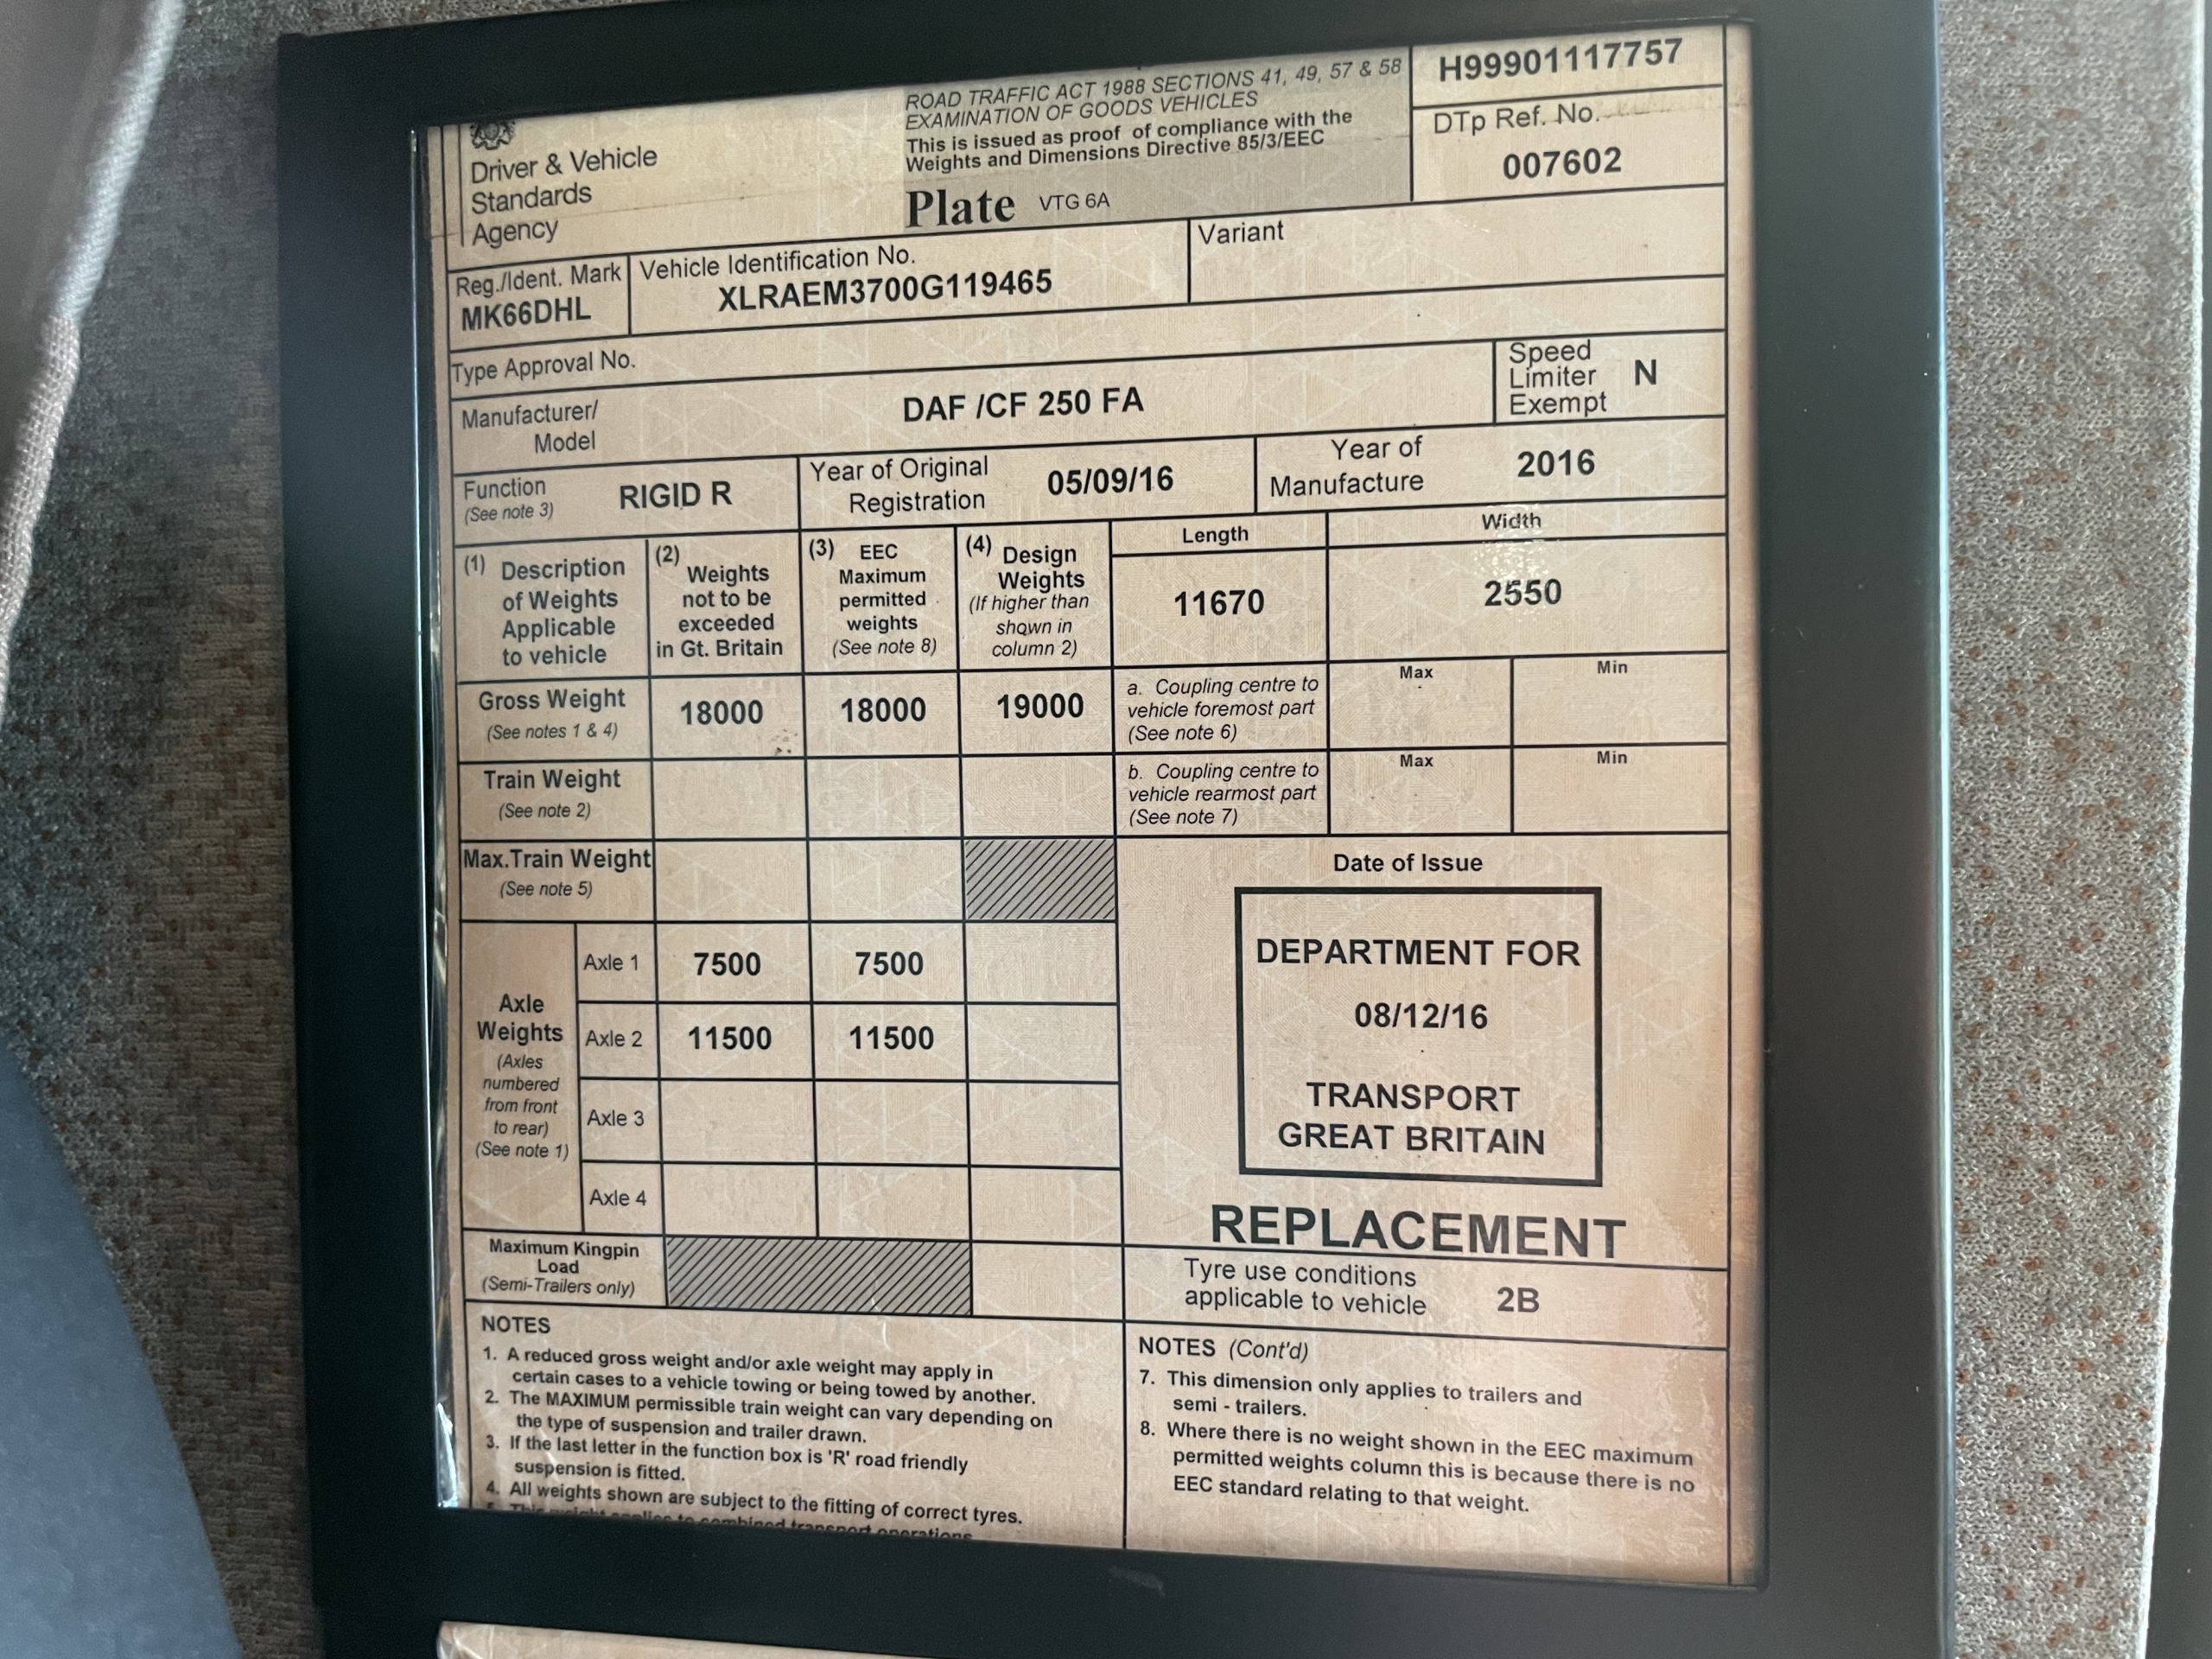 ROAD TRAFFIC ACT 1988 SECTIONS 41, 49, 57 & 58
EXAMINATION OF GOODS VEHICLES
This is issued as proof of compliance with the
Weights and Dimensions Directive 85/3/EEC
Plate VTG 6A
H99901117757
DTp Ref. No.
007602
Driver & Vehicle
Standards
Agency
Reg./Ident. Mark
MK66DHL
Vehicle Identification No.
XLRAEM3700G119465
Variant
Type Approval No.
Manufacturer/
Model
DAF /CF 250 FA
Speed
Limiter
Exempt
N
Function
(See note 3)
RIGID R
Year of Original
Registration
05/09/16
Year of
Manufacture
2016
(1) Description
of Weights
Applicable
to vehicle
(2)
Weights
not to be
exceeded
in Gt. Britain
(3) EEC
Maximum
permitted
weights
(See note 8)
(4) Design
Weights
(If higher than
shown in
column 2)
Length
11670
Width
2550
Gross Weight
(See notes 1 & 4)
18000
18000
19000
a. Coupling centre to
vehicle foremost part
(See note 6)
Max
Min
Train Weight
(See note 2)
b. Coupling centre to
vehicle rearmost part
(See note 7)
Max
Min
Max.Train Weight
(See note 5)
Axle
Weights
(Axles
numbered
from front
to rear)
(See note 1)
Axle 1
7500
7500
Axle 2
11500
11500
Axle 3
Axle 4
Maximum Kingpin
Load
(Semi-Trailers only)
Date of Issue
DEPARTMENT FOR
08/12/16
TRANSPORT
GREAT BRITAIN
REPLACEMENT
Tyre use conditions
applicable to vehicle
2B
NOTES
1. A reduced gross weight and/or axle weight may apply in
certain cases to a vehicle towing or being towed by another.
2. The MAXIMUM permissible train weight can vary depending on
the type of suspension and trailer drawn.
3. If the last letter in the function box is 'R' road friendly
suspension is fitted.
4. All weights shown are subject to the fitting of correct tyres.
5. This weight applies to combined transport operations
NOTES (Cont'd)
7. This dimension only applies to trailers and
semi - trailers.
8. Where there is no weight shown in the EEC maximum
permitted weights column this is because there is no
EEC standard relating to that weight.